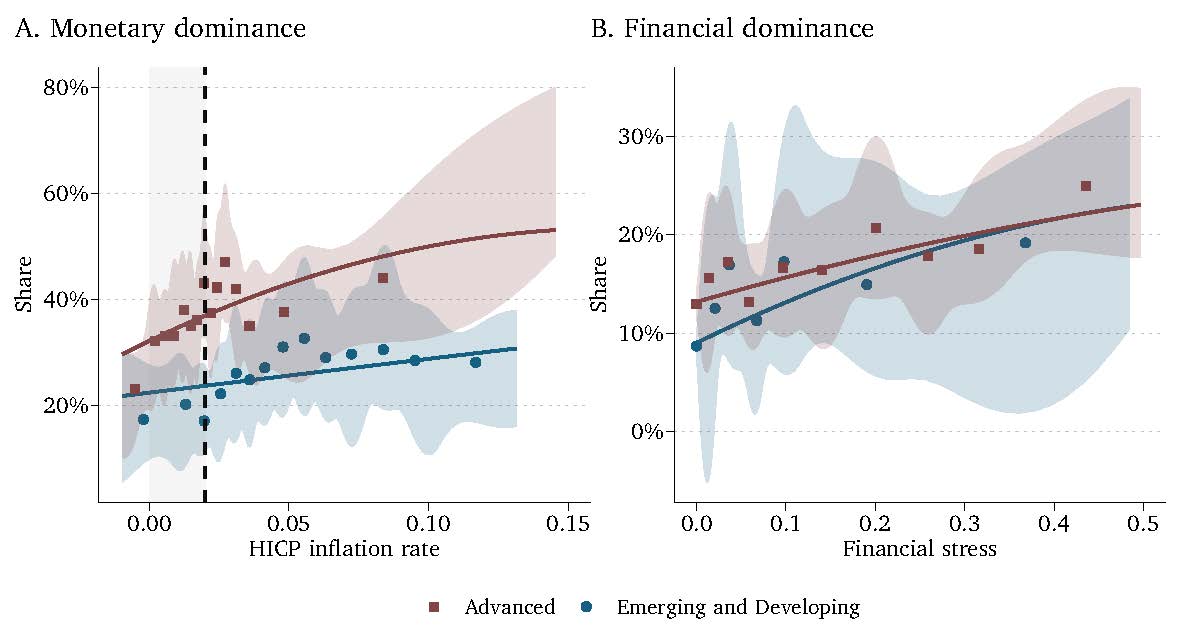 A. Monetary dominance
80%
60%
40%
20%
Share
0.00 0.05 0.10 0.15
HICP inflation rate
B. Financial dominance
30%
20%
10%
0%
Share
0.0 0.1 0.2 0.3 0.4 0.5
Financial stress
Advanced Emerging and Developing